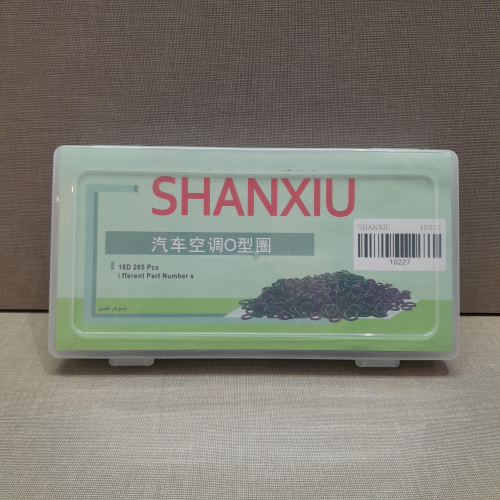 SHANXIU
汽车空调O型圈
18D 265 Pcs
ifferent Part Number s
SHANXIU 10227
10227